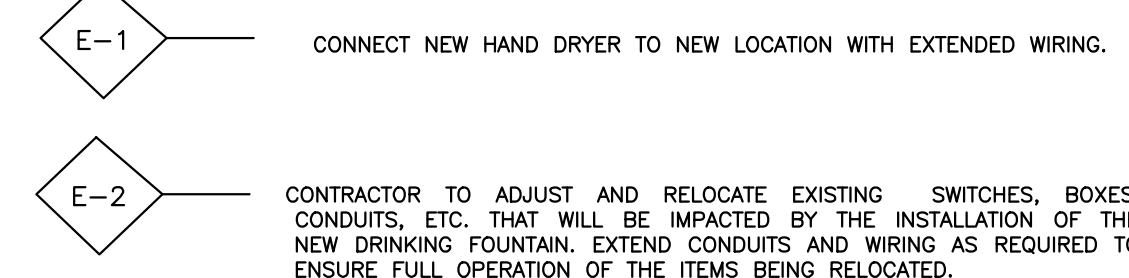 E-1
CONNECT NEW HAND DRYER TO NEW LOCATION WITH EXTENDED WIRING.
E-2
CONTRACTOR TO ADJUST AND RELOCATE EXISTING SWITCHES, BOXES
CONDUITS, ETC. THAT WILL BE IMPACTED BY THE INSTALLATION OF THE
NEW DRINKING FOUNTAIN. EXTEND CONDUITS AND WIRING AS REQUIRED TO
ENSURE FULL OPERATION OF THE ITEMS BEING RELOCATED.